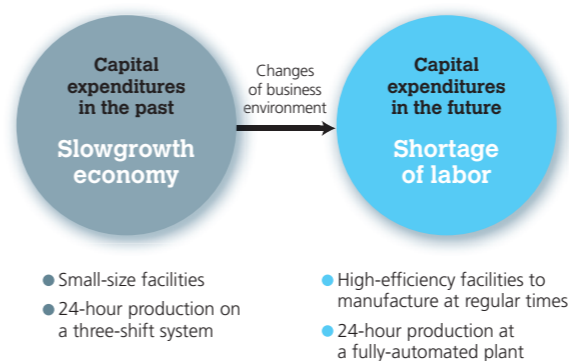 Capital
expenditures
in the past
Slowgrowth
economy
Changes
of business
environment
Capital
expenditures
in the future
Shortage
of labor
● Small-size facilities
● 24-hour production on
a three-shift system
● High-efficiency facilities to
manufacture at regular times
● 24-hour production at
a fully-automated plant